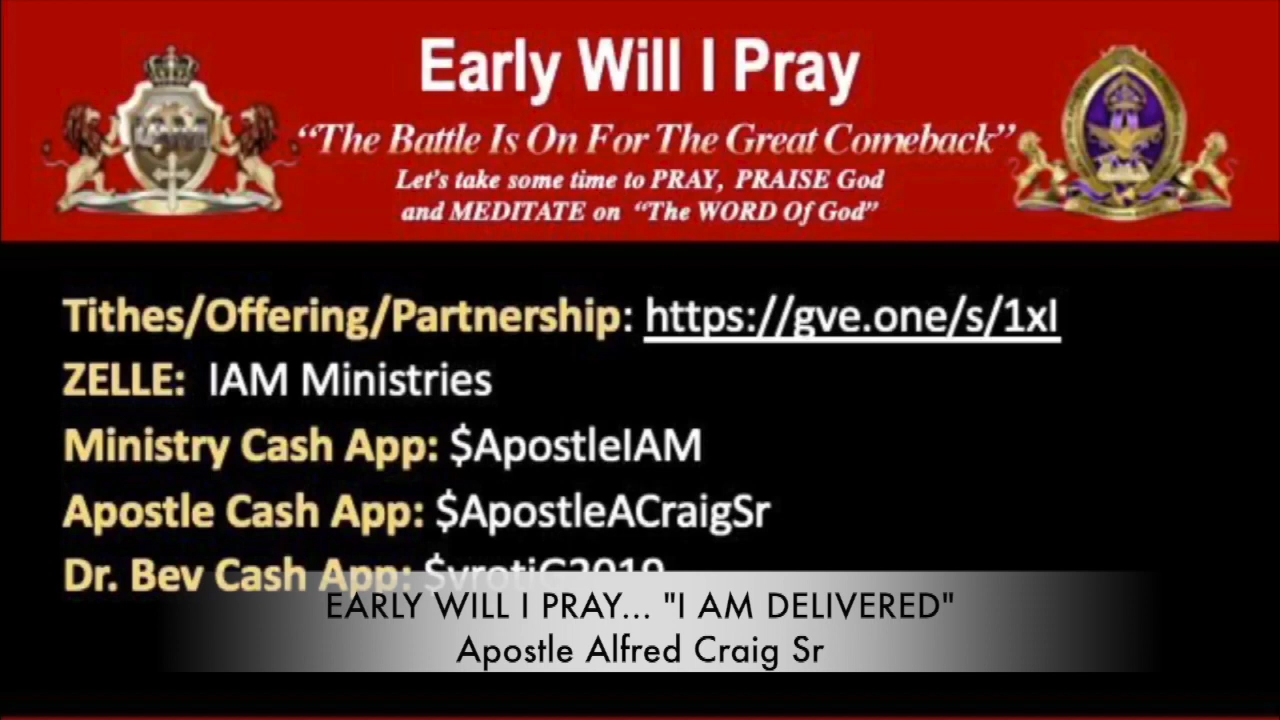 Early Will I Pray
“The Battle Is On For The Great Comeback”
Let's take some time to PRAY, PRAISE God
and MEDITATE on “The WORD Of God”
Tithes/Offering/Partnership: https://gve.one/s/1xI
ZELLE: IAM Ministries
Ministry Cash App: $ApostleIAM
Apostle Cash App: $ApostleACraigSr
Dr. Bev Cash App:
EARLY WILL I PRAY... "I AM DELIVERED"
Apostle Alfred Craig Sr